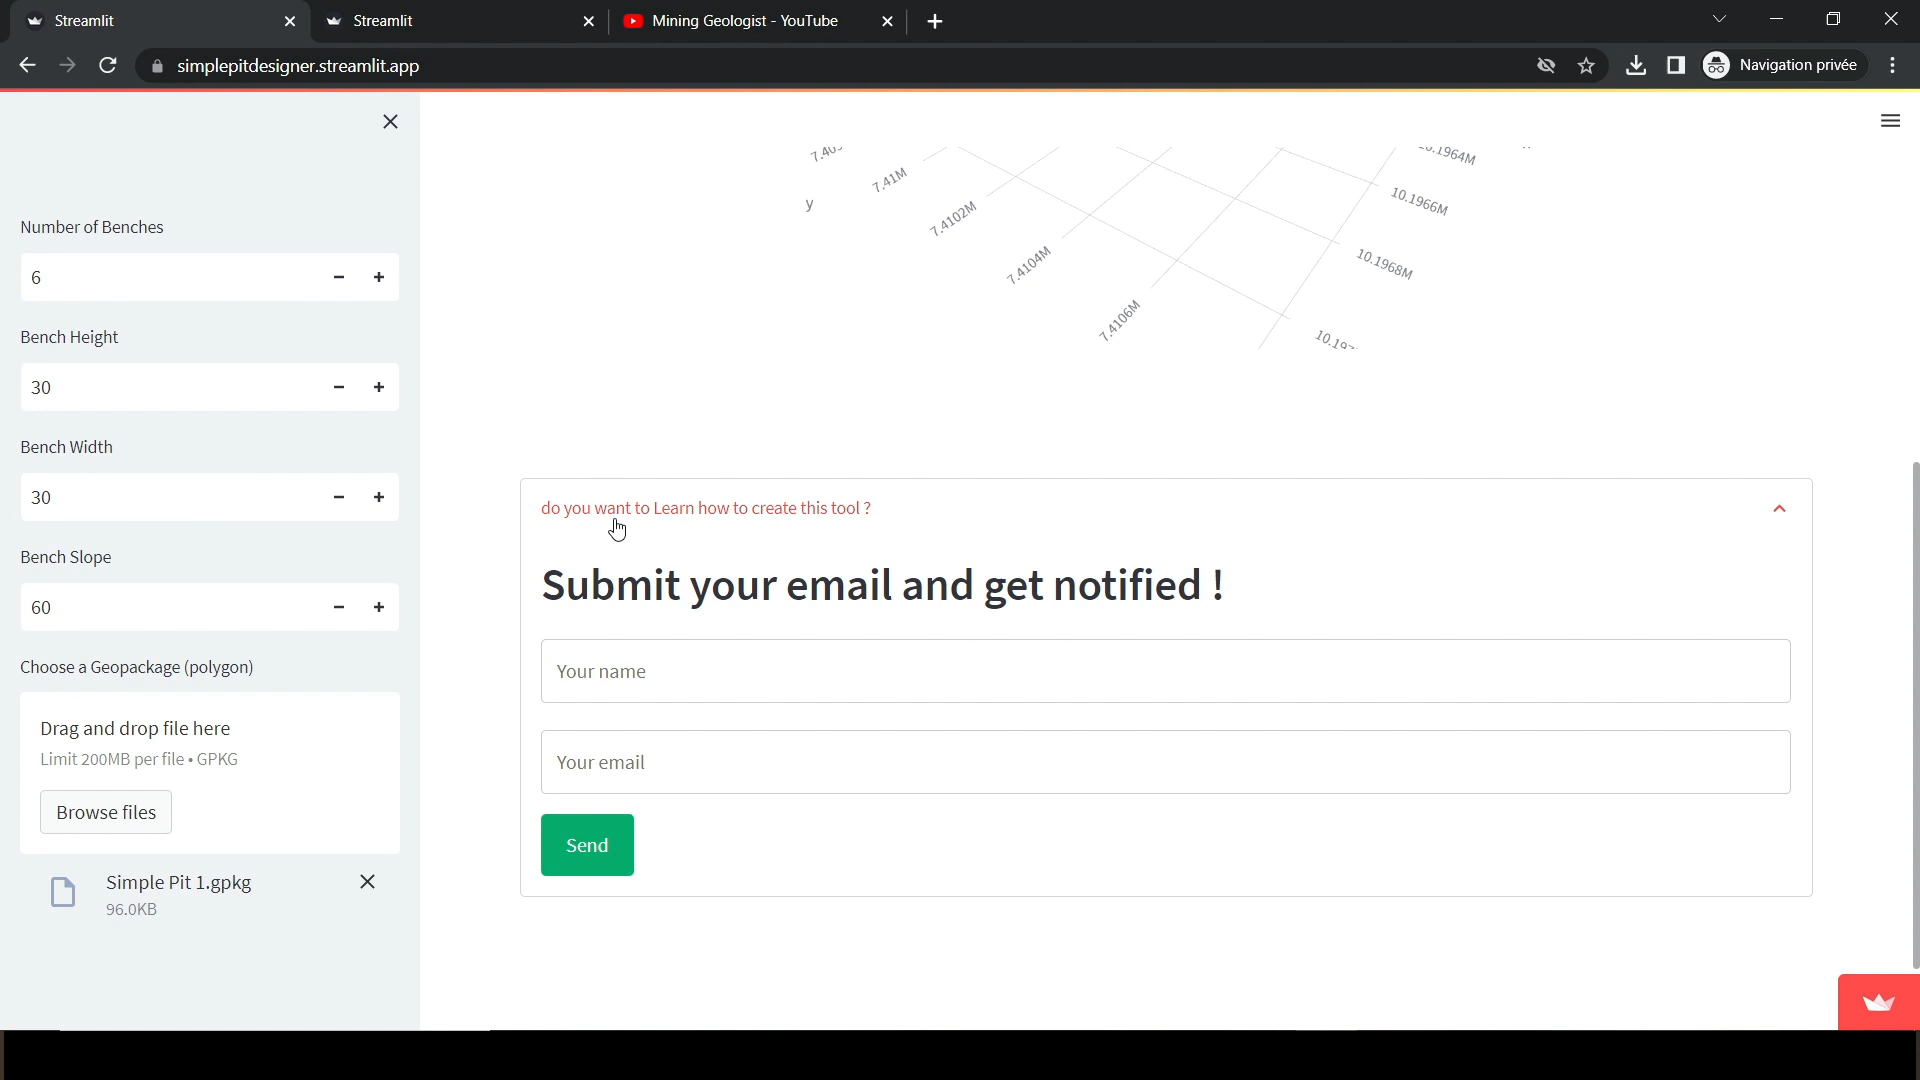 Streamlit
Streamlit
Mining Geologist - YouTube
simplepitdesigner.streamlit.app
Navigation privée
Number of Benches
6
Bench Height
30
Bench Width
30
Bench Slope
60
Choose a Geopackage (polygon)
Drag and drop file here
Limit 200MB per file • GPKG
Browse files
Simple Pit 1.gpkg
96.0KB
7.41M
y
7.4102M
7.4104M
7.4106M
10.1966M
10.1968M
do you want to Learn how to create this tool ?
Submit your email and get notified !
Your name
Your email
Send